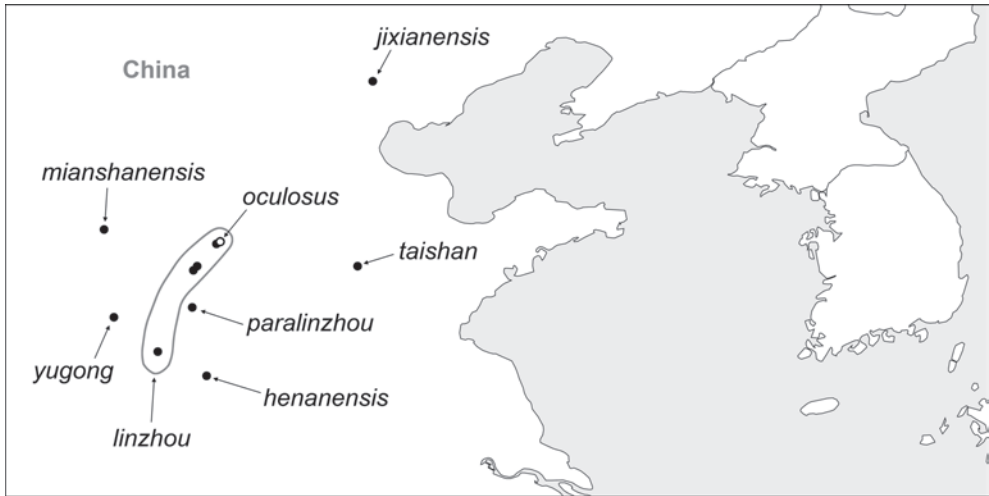 jixianensis
China
mianshanensis
oculosus
taishan
paralinzhou
yugong
henanensis
linzhou